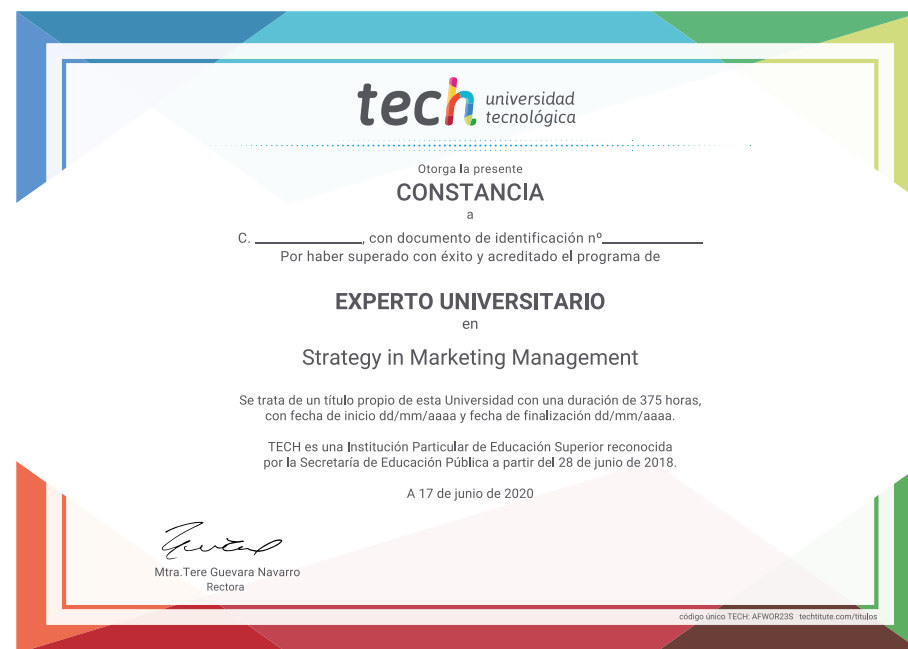 tech universidad
tecnológica
Otorga la presente
CONSTANCIA
a
C. ____________, con documento de identificación nº____________
Por haber superado con éxito y acreditado el programa de
EXPERTO UNIVERSITARIO
en
Strategy in Marketing Management
Se trata de un título propio de esta Universidad con una duración de 375 horas,
con fecha de inicio dd/mm/aaaa y fecha de finalización dd/mm/aaaa.
TECH es una Institución Particular de Educación Superior reconocida
por la Secretaría de Educación Pública a partir del 28 de junio de 2018.
A 17 de junio de 2020
Mtra.Tere Guevara Navarro
Rectora
código único TECH: AFWOR23S techtitute.com/titulos